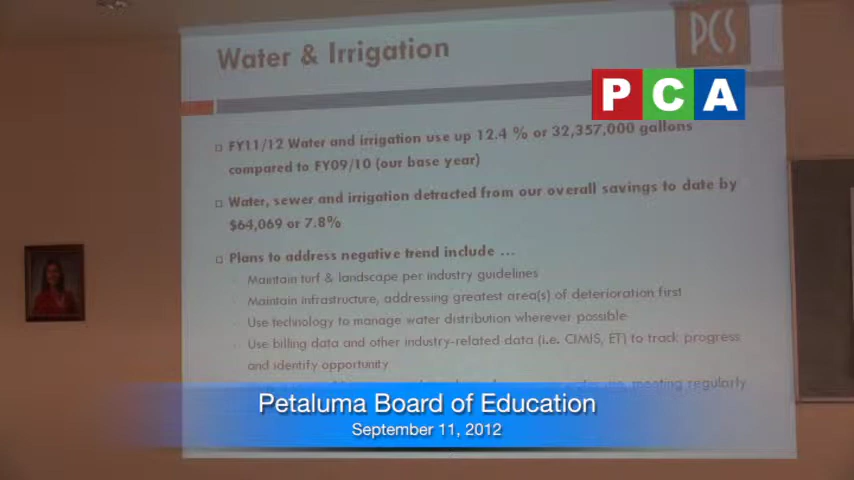 Water & Irrigation
PCS
PCA
FY11/12 Water and irrigation use up 12.4 % or 32,357,000 gallons
compared to FY09/10 (our base year)
Water, sewer and irrigation detracted from our overall savings to date by
$64,069 or 7.8%
Plans to address negative trend include ...
Maintain turf & landscape per industry guidelines
Maintain infrastructure, addressing greatest area(s) of deterioration first
Use technology to manage water distribution wherever possible
Use billing data and other industry-related data (i.e. CIMIS, ET) to track progress
and identify opportunity
meeting regularly
Petaluma Board of Education
September 11, 2012